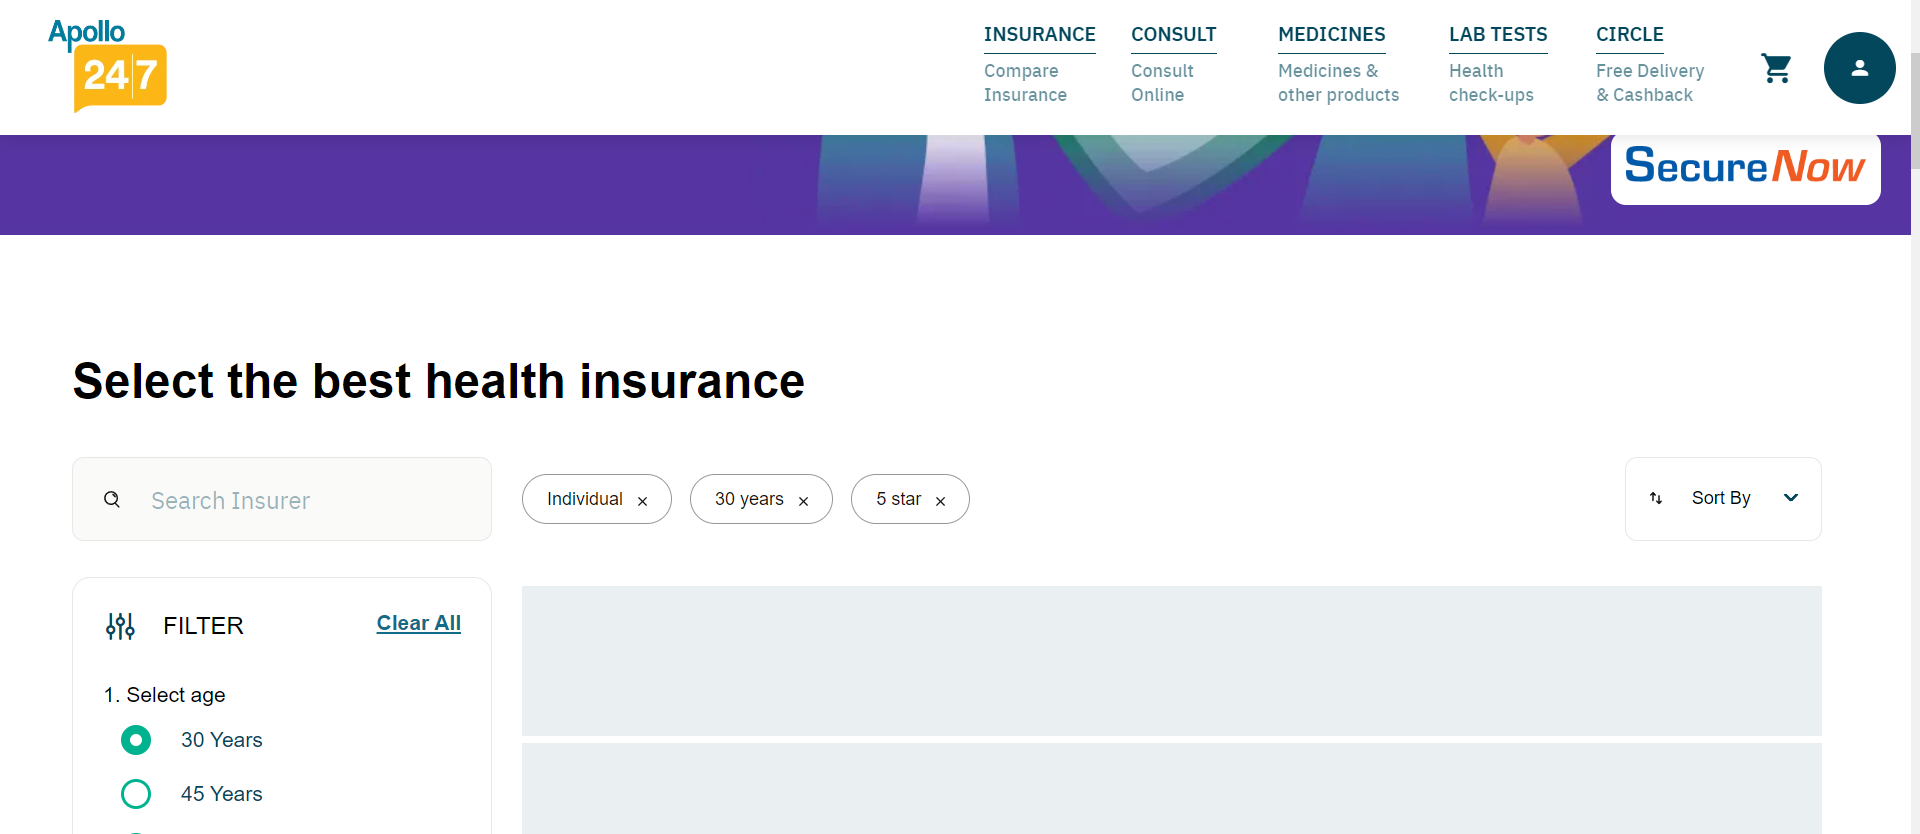 Apollo
24|7
INSURANCE
Compare
Insurance
CONSULT
Consult
Online
MEDICINES
Medicines &
other products
LAB TESTS
Health
check-ups
CIRCLE
Free Delivery
& Cashback
SecureNow
Select the best health insurance
Search Insurer
Individual ×
30 years ×
5 star ×
Sort By
FILTER
Clear All
1. Select age
30 Years
45 Years